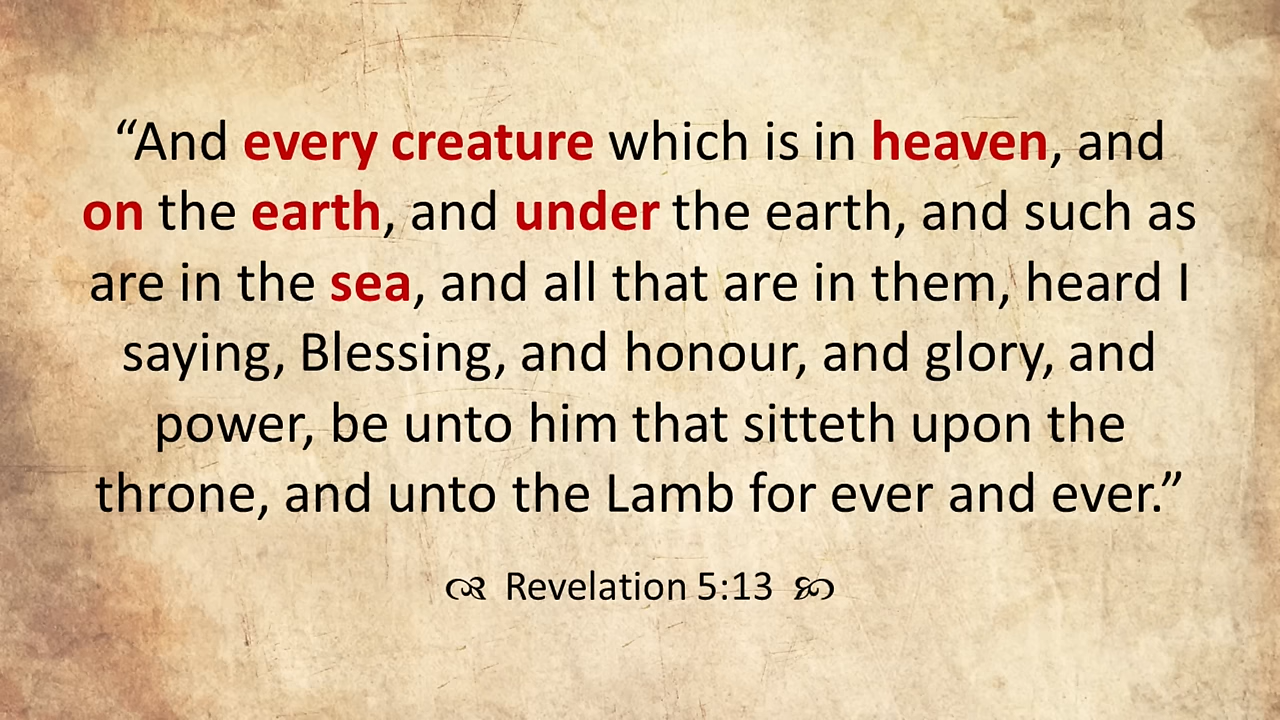 “And every creature which is in heaven, and
on the earth, and under the earth, and such as
are in the sea, and all that are in them, heard I
saying, Blessing, and honour, and glory, and
power, be unto him that sitteth upon the
throne, and unto the Lamb for ever and ever.”
Revelation 5:13